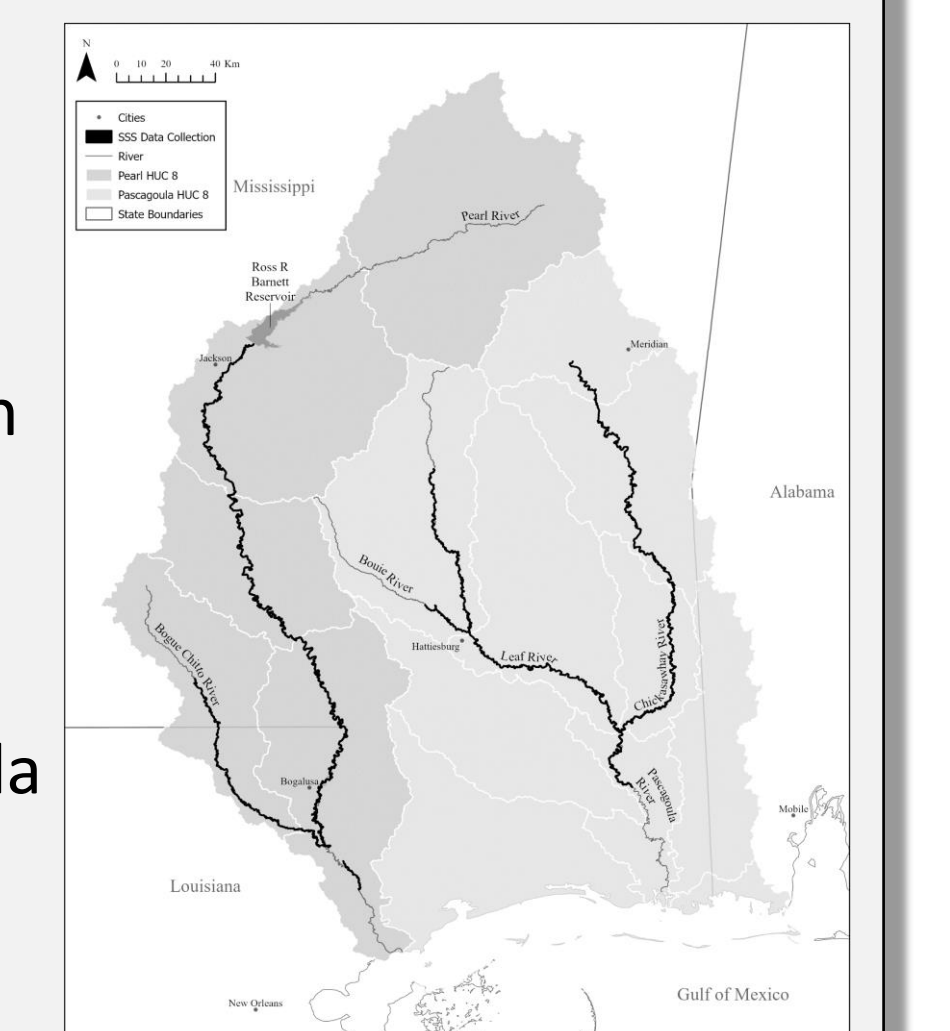 N
0 10 20 40 Km
Cities
SSS Data Collection
River
Pearl HUC 8
Pascagoula HUC 8
State Boundaries
Mississippi
Pearl River
Ross R
Barnett
Reservoir
Jackson
Meridian
n
Alabama
Bouie River
Hattiesburg
Leaf River
Chickasawhay River
Bogue Chitto River
la
Bogalusa
Pascagoula
River
Mobile
Louisiana
New Orleans
Gulf of Mexico